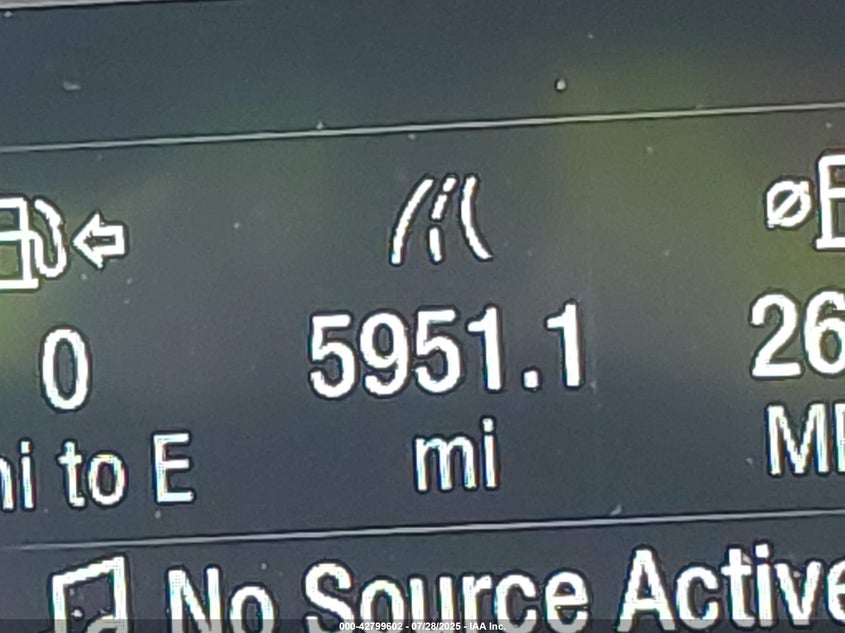 0 5951.1 26
mi to E mi M
No Source Active
000-42799602 - 07/28/2025 - IAA Inc.